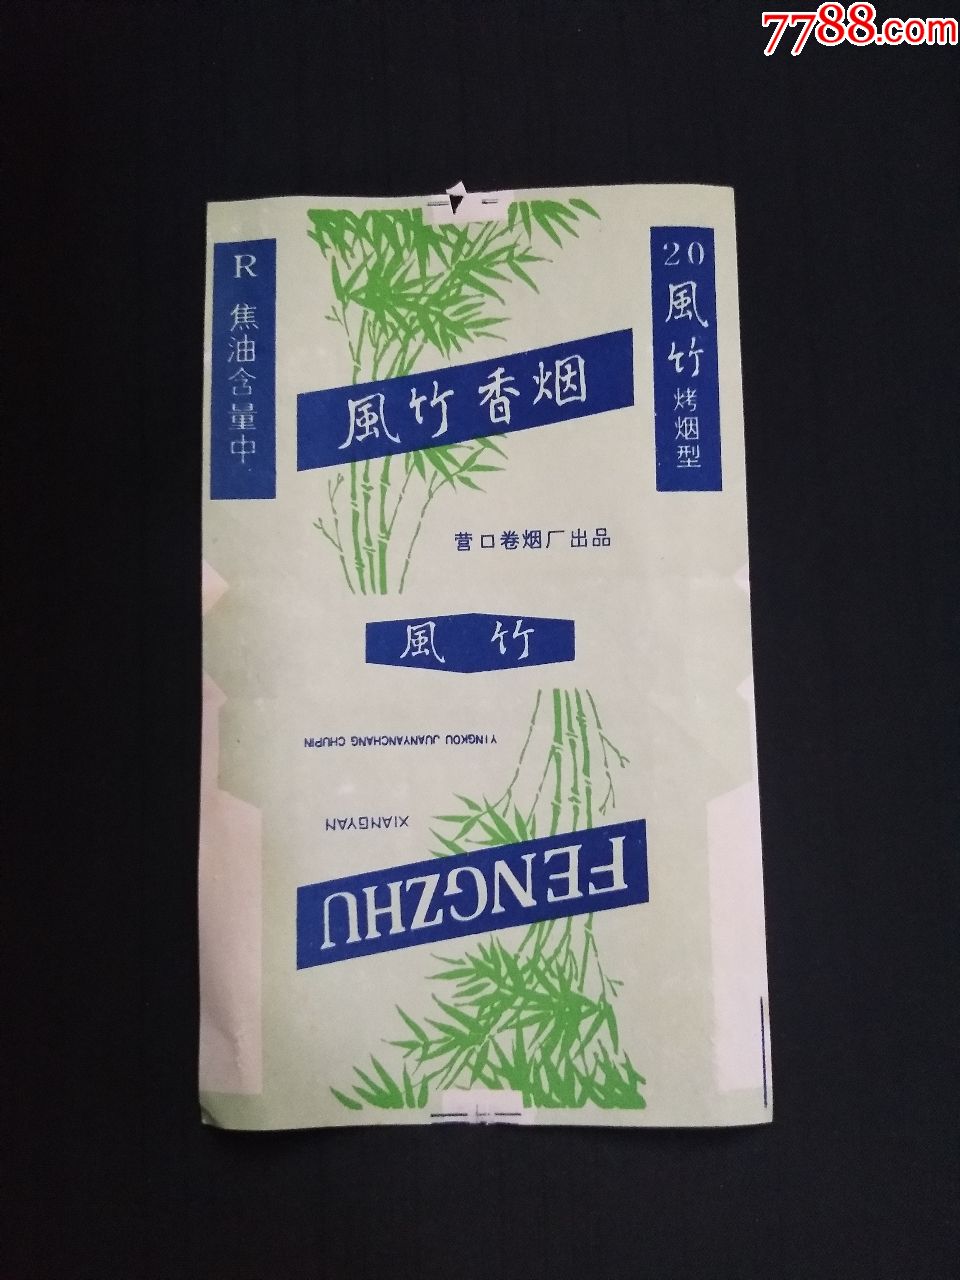 7788.com
R 焦油含量中
20 風竹 烤烟型
風竹香烟
营口卷烟厂出品
風竹
YINGKOU JUANYANCHANG CHUPIN
XIANGYAN
FENGZHU